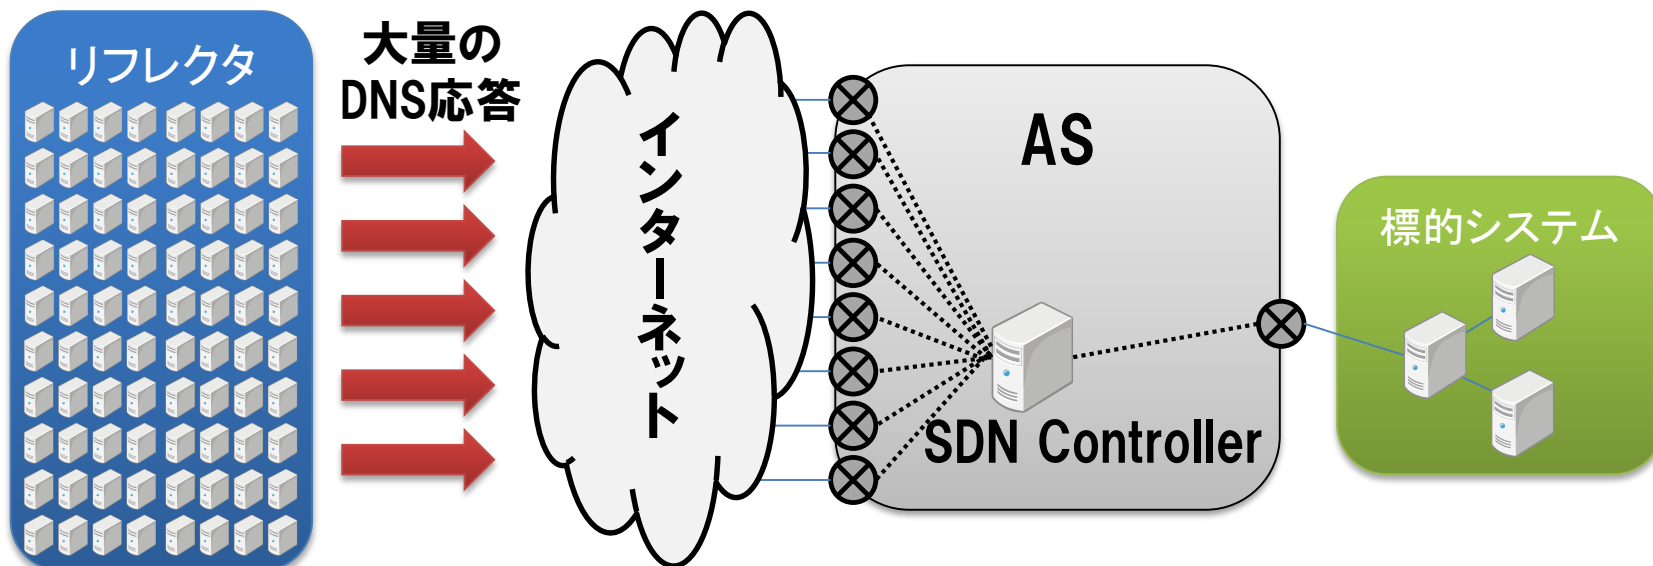 リフレクタ
大量の
DNS応答
インターネット
AS
SDN Controller
標的システム